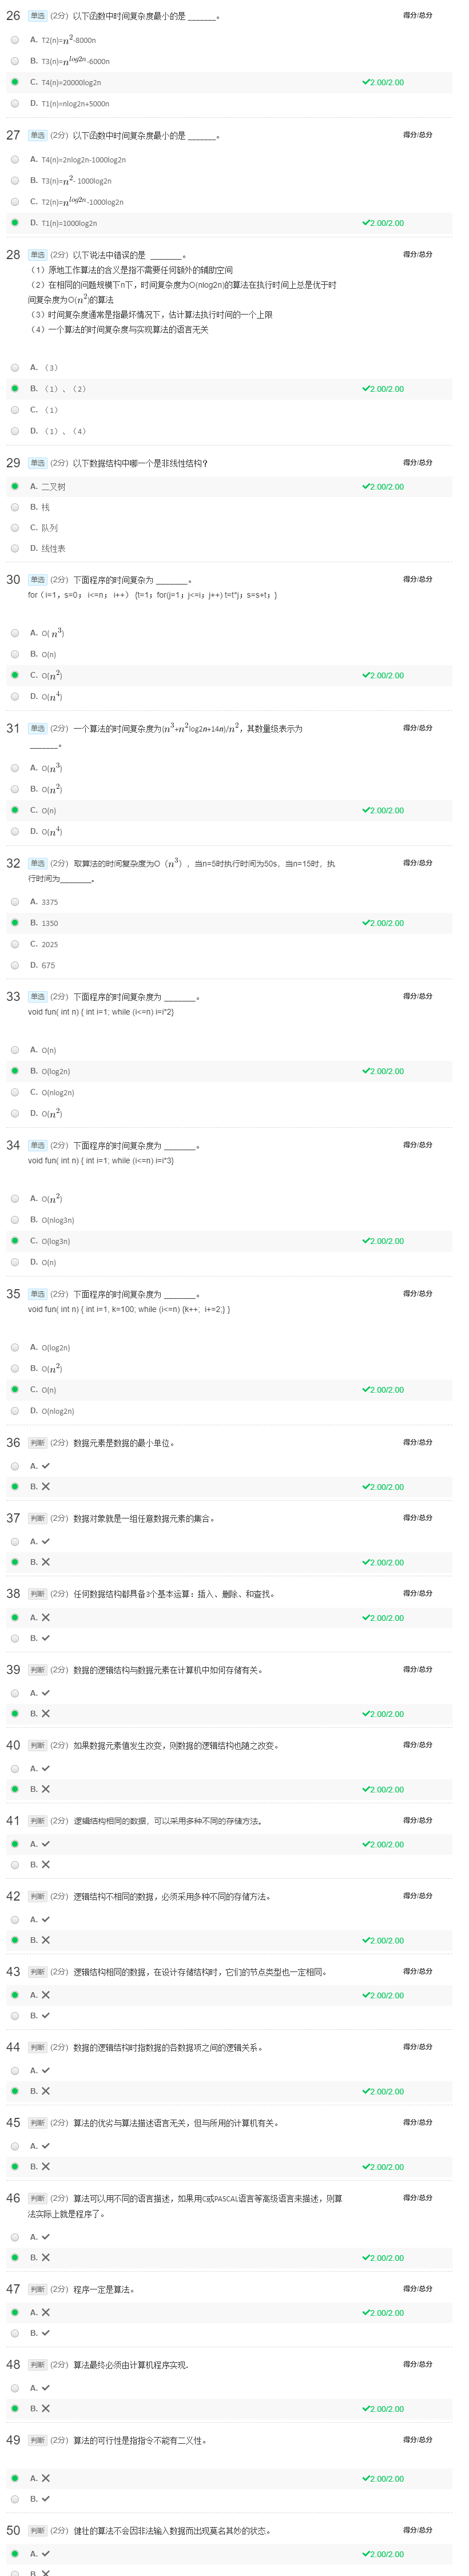 26 单选 (2分) 以下函数中时间复杂度最小的是 ______。 得分/总分
A. T2(n)=n^2-8000n
B. T3(n)=n^log2n-6000n
C. T4(n)=20000log2n 2.00/2.00
D. T1(n)=nlog2n+5000n
27 单选 (2分) 以下函数中时间复杂度最小的是 ______。 得分/总分
A. T4(n)=2nlog2n-1000log2n
B. T3(n)=n^2- 1000log2n
C. T2(n)=n^log2n-1000log2n
D. T1(n)=1000log2n 2.00/2.00
28 单选 (2分) 以下说法中错误的是 ______。 得分/总分
（1）原地工作算法的含义是指不需要任何额外的辅助空间
（2）在相同的问题规模下n下，时间复杂度为O(nlog2n)的算法在执行时间上总是优于时
间复杂度为O(n^2)的算法
（3）时间复杂度通常是指最坏情况下，估计算法执行时间的一个上限
（4）一个算法的时间复杂度与实现算法的语言无关
A. （3）
B. （1）、（2） 2.00/2.00
C. （1）
D. （1）、（4）
29 单选 (2分) 以下数据结构中哪一个是非线性结构？ 得分/总分
A. 二叉树 2.00/2.00
B. 栈
C. 队列
D. 线性表
30 单选 (2分) 下面程序的时间复杂为 ______。 得分/总分
for（i=1，s=0； i<=n； i++） {t=1；for(j=1；j<=i；j++) t=t*j；s=s+t；}
A. O( n^3)
B. O(n)
C. O(n^2) 2.00/2.00
D. O(n^4)
31 单选 (2分) 一个算法的时间复杂度为(n^3+n^2log2n+14n)/n^2，其数量级表示为 得分/总分
______。
A. O(n^3)
B. O(n^2)
C. O(n) 2.00/2.00
D. O(n^4)
32 单选 (2分) 取算法的时间复杂度为O（n^3），当n=5时执行时间为50s，当n=15时，执 得分/总分
行时间为______。
A. 3375
B. 1350 2.00/2.00
C. 2025
D. 675
33 单选 (2分) 下面程序的时间复杂度为 ______。 得分/总分
void fun( int n) { int i=1; while (i<=n) i=i*2}
A. O(n)
B. O(log2n) 2.00/2.00
C. O(nlog2n)
D. O(n^2)
34 单选 (2分) 下面程序的时间复杂度为 ______。 得分/总分
void fun( int n) { int i=1; while (i<=n) i=i*3}
A. O(n^2)
B. O(nlog3n)
C. O(log3n) 2.00/2.00
D. O(n)
35 单选 (2分) 下面程序的时间复杂度为 ______。 得分/总分
void fun( int n) { int i=1, k=100; while (i<=n) {k++; i+=2;} }
A. O(log2n)
B. O(n^2)
C. O(n) 2.00/2.00
D. O(nlog2n)
36 判断 (2分) 数据元素是数据的最小单位。 得分/总分
A. ✔
B. ✖ 2.00/2.00
37 判断 (2分) 数据对象就是一组任意数据元素的集合。 得分/总分
A. ✔
B. ✖ 2.00/2.00
38 判断 (2分) 任何数据结构都具备3个基本运算：插入、删除、和查找。 得分/总分
A. ✖ 2.00/2.00
B. ✔
39 判断 (2分) 数据的逻辑结构与数据元素在计算机中如何存储有关。 得分/总分
A. ✔
B. ✖ 2.00/2.00
40 判断 (2分) 如果数据元素值发生改变，则数据的逻辑结构也随之改变。 得分/总分
A. ✔
B. ✖ 2.00/2.00
41 判断 (2分) 逻辑结构相同的数据，可以采用多种不同的存储方法。 得分/总分
A. ✔ 2.00/2.00
B. ✖
42 判断 (2分) 逻辑结构不相同的数据，必须采用多种不同的存储方法。 得分/总分
A. ✔
B. ✖ 2.00/2.00
43 判断 (2分) 逻辑结构相同的数据，在设计存储结构时，它们的节点类型也一定相同。 得分/总分
A. ✖ 2.00/2.00
B. ✔
44 判断 (2分) 数据的逻辑结构时指数据的各数据项之间的逻辑关系。 得分/总分
A. ✔
B. ✖ 2.00/2.00
45 判断 (2分) 算法的优劣与算法描述语言无关，但与所用的计算机有关。 得分/总分
A. ✔
B. ✖ 2.00/2.00
46 判断 (2分) 算法可以用不同的语言描述，如果用C或PASCAL语言等高级语言来描述，则算 得分/总分
法实际上就是程序了。
A. ✔
B. ✖ 2.00/2.00
47 判断 (2分) 程序一定是算法。 得分/总分
A. ✖ 2.00/2.00
B. ✔
48 判断 (2分) 算法最终必须由计算机程序实现. 得分/总分
A. ✔
B. ✖ 2.00/2.00
49 判断 (2分) 算法的可行性是指指令不能有二义性。 得分/总分
A. ✖ 2.00/2.00
B. ✔
50 判断 (2分) 健壮的算法不会因非法输入数据而出现莫名其妙的状态。 得分/总分
A. ✔ 2.00/2.00
B. ✖